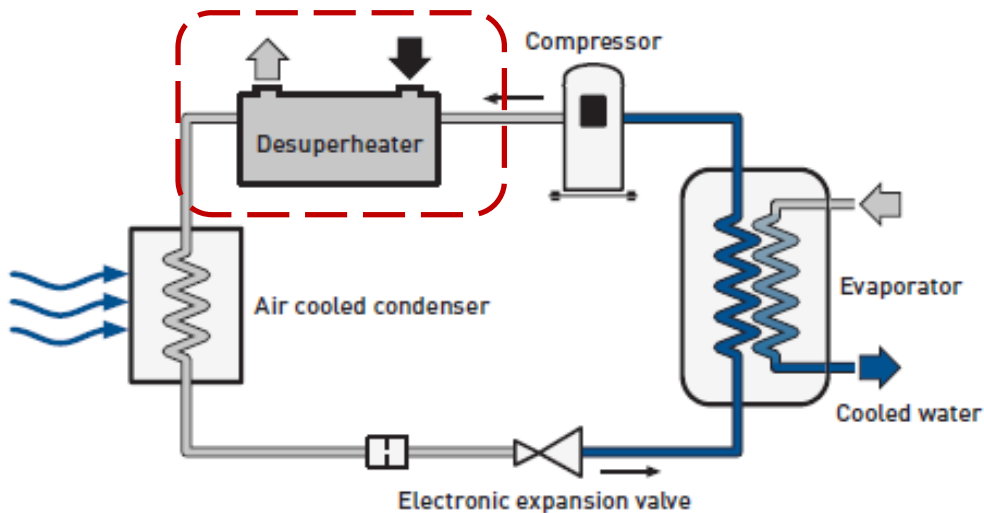 Compressor
Desuperheater
Evaporator
Air cooled condenser
Cooled water
Electronic expansion valve